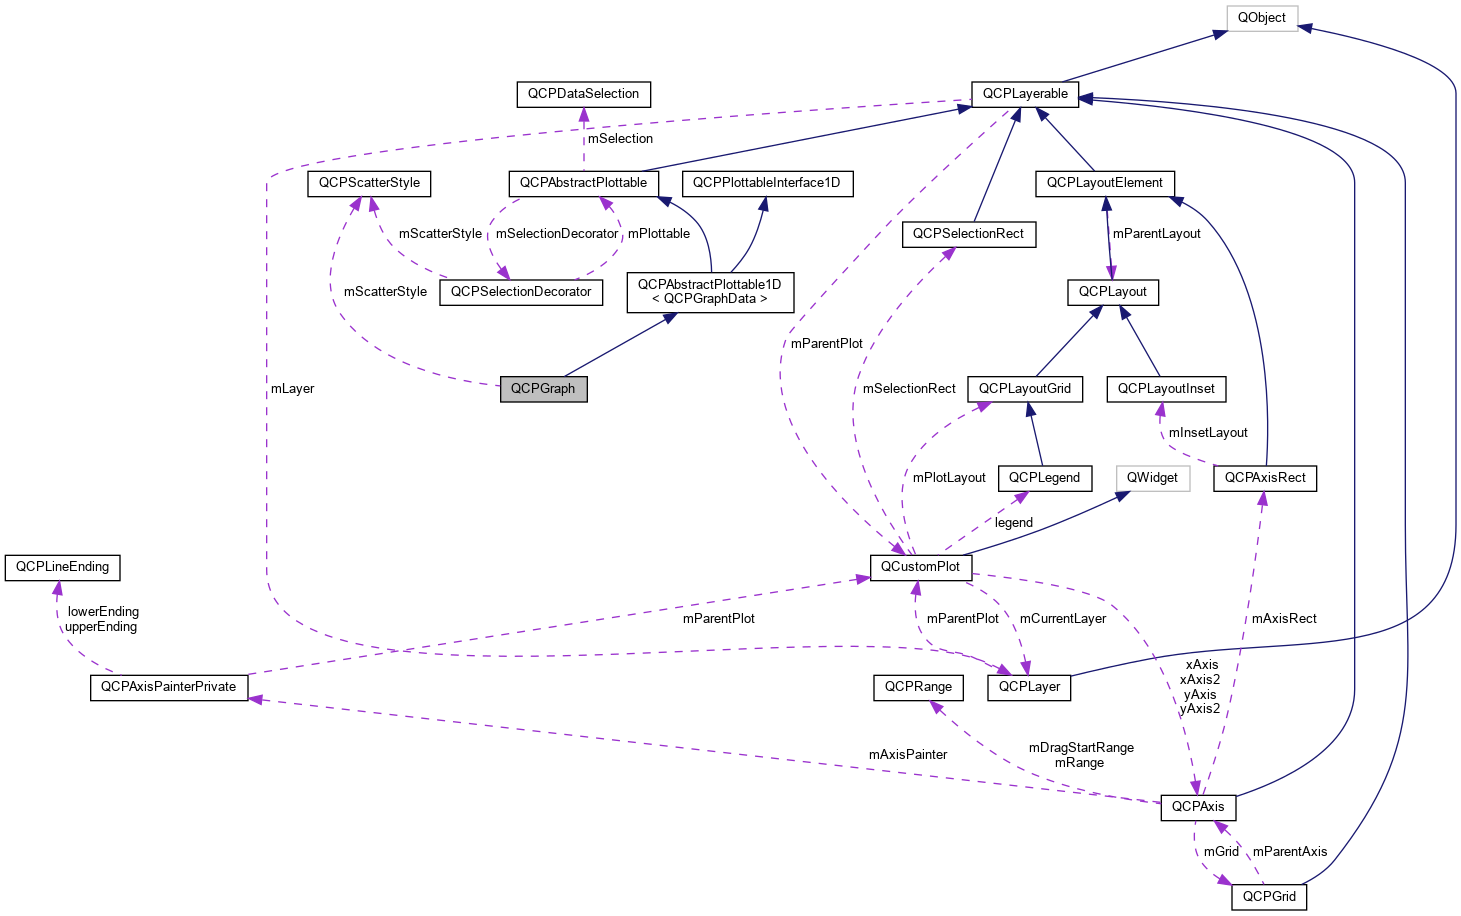 QObject
QCPDataSelection
QCPLayerable
mSelection
QCPScatterStyle
QCPAbstractPlottable
QCPPlottableInterface1D
QCPLayoutElement
mScatterStyle
mSelectionDecorator
mPlottable
QCPSelectionRect
mParentLayout
mScatterStyle
QCPSelectionDecorator
QCPAbstractPlottable1D
< QCPGraphData >
QCPLayout
mParentPlot
mLayer
QCPGraph
mSelectionRect
QCPLayoutGrid
QCPLayoutInset
mInsetLayout
mPlotLayout
QCPLegend
QWidget
QCPAxisRect
legend
QCPLineEnding
QCustomPlot
lowerEnding
upperEnding
mParentPlot
mParentPlot
mCurrentLayer
mAxisRect
xAxis
xAxis2
yAxis
yAxis2
QCPAxisPainterPrivate
QCPRange
QCPLayer
mAxisPainter
mDragStartRange
mRange
QCPAxis
mGrid
mParentAxis
QCPGrid